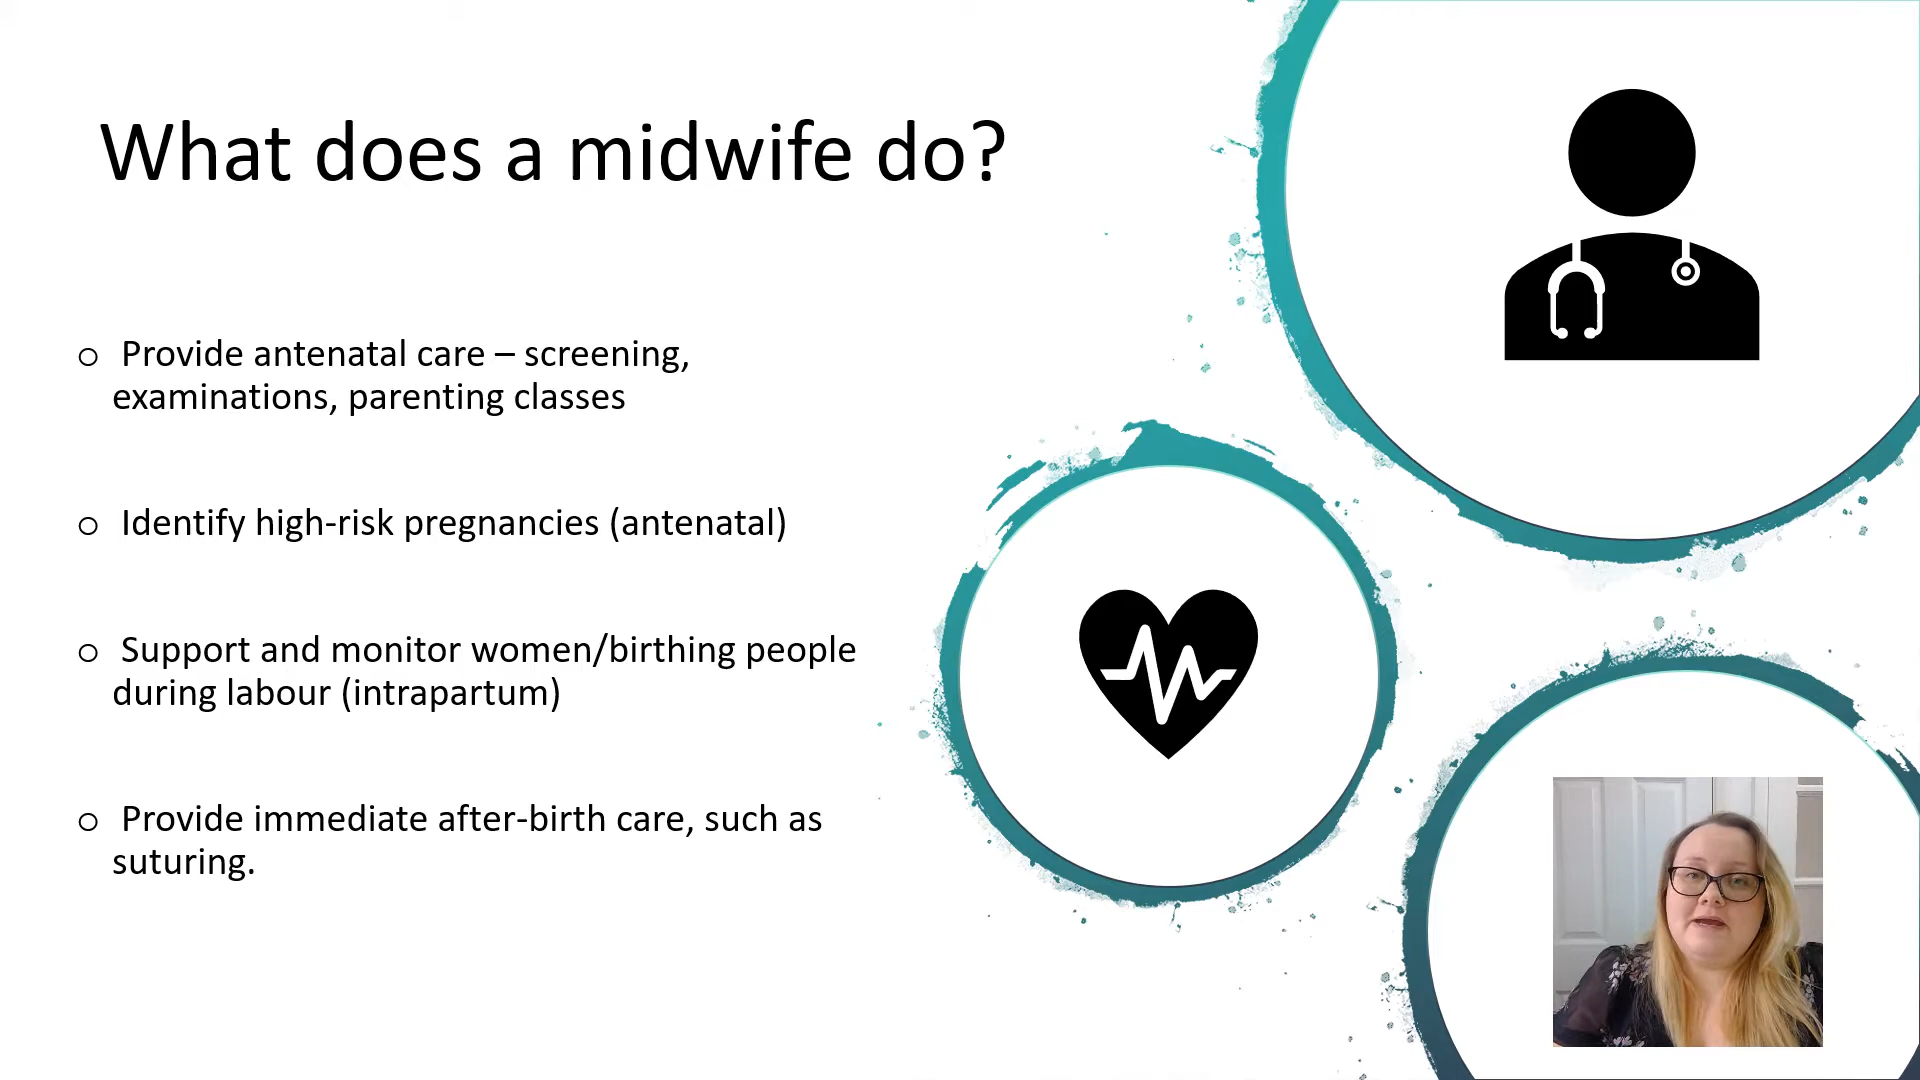 What does a midwife do?
o Provide antenatal care – screening,
examinations, parenting classes
o Identify high-risk pregnancies (antenatal)
o Support and monitor women/birthing people
during labour (intrapartum)
o Provide immediate after-birth care, such as
suturing.